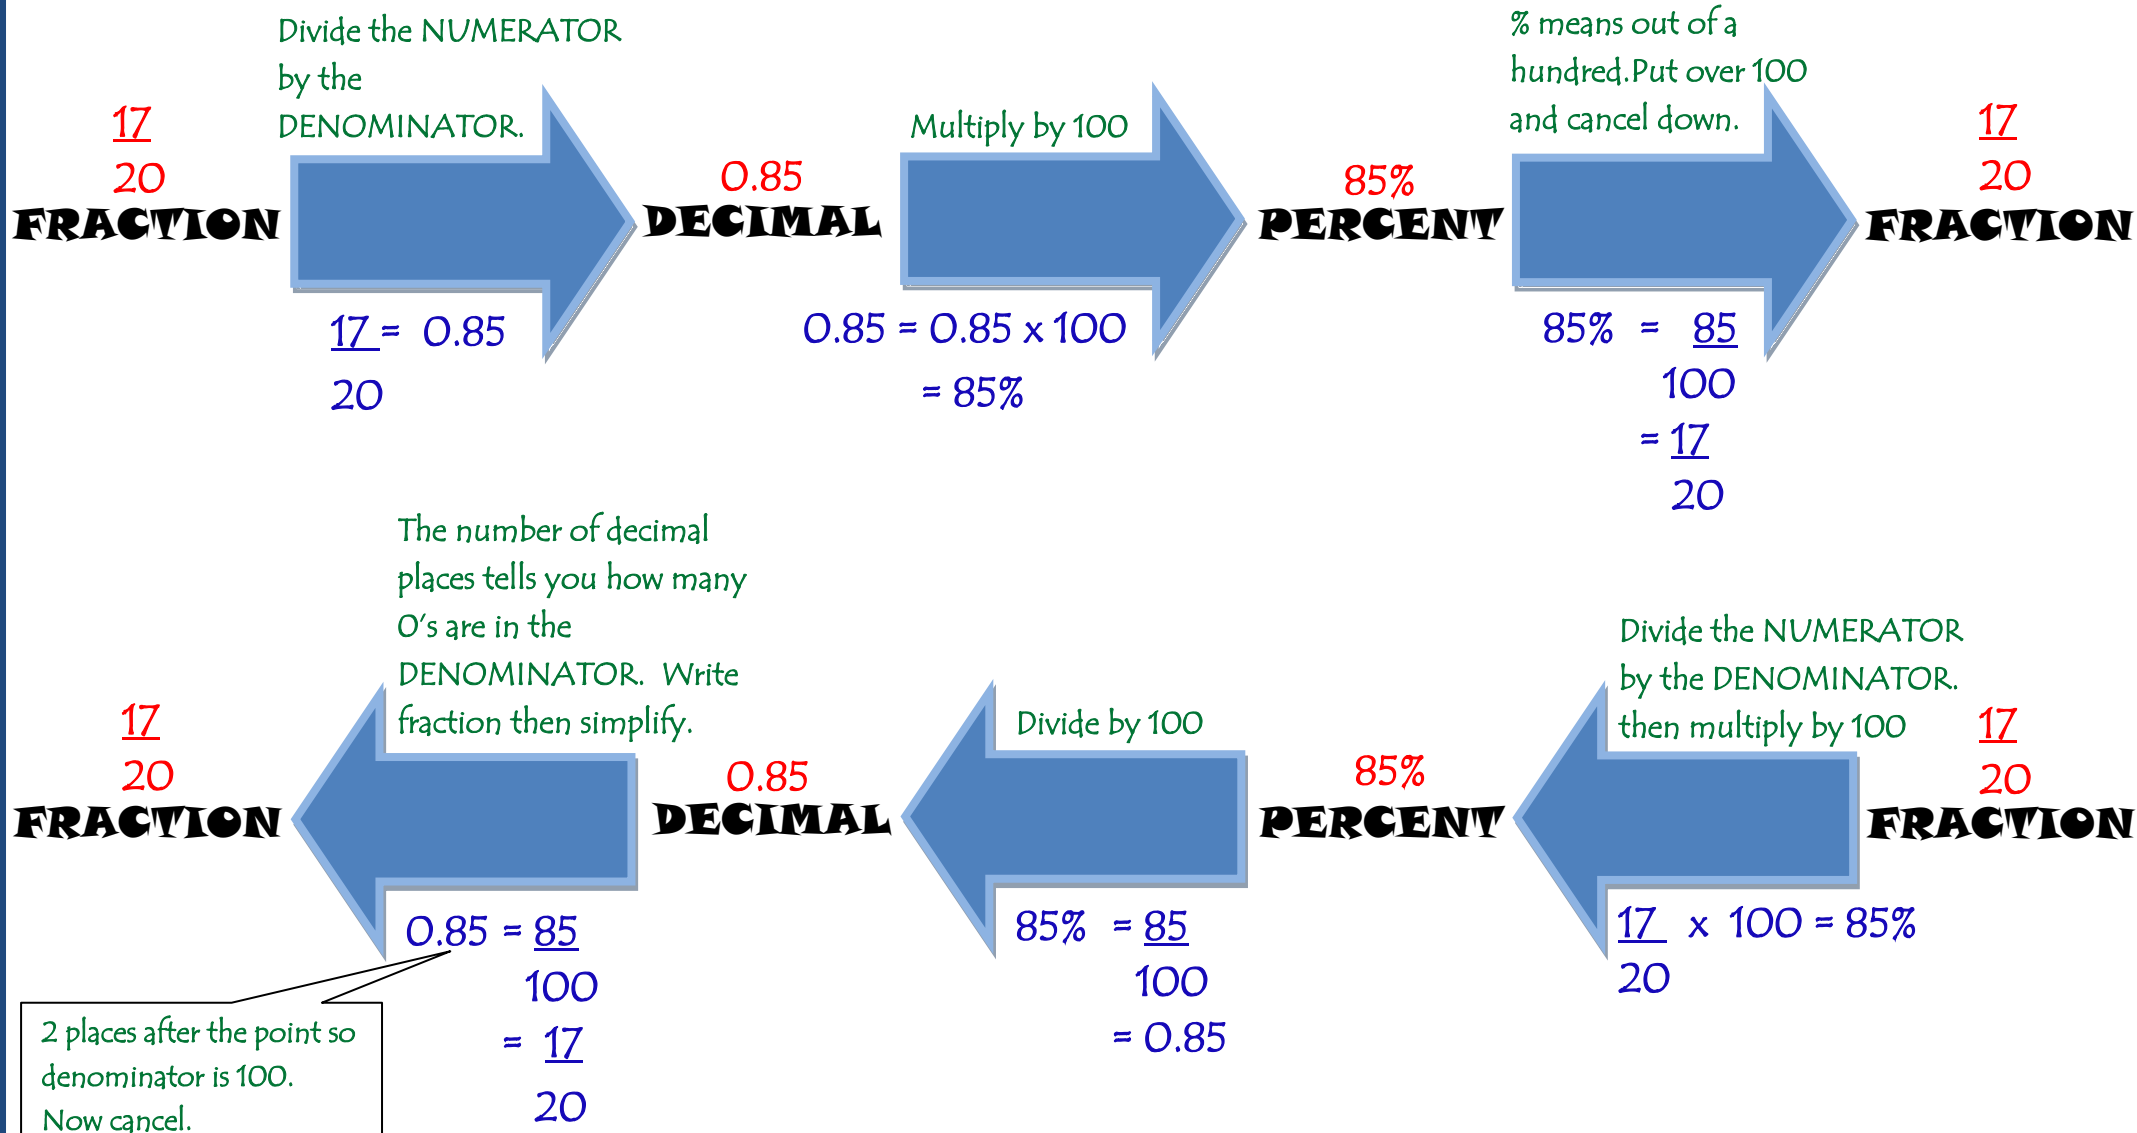 Divide the NUMERATOR
by the
DENOMINATOR.
17
20
FRACTION
17 = 0.85
20
0.85
DECIMAL
Multiply by 100
0.85 = 0.85 x 100
= 85%
85%
PERCENT
% means out of a
hundred.Put over 100
and cancel down.
85% = 85
100
= 17
20
17
20
FRACTION
17
20
FRACTION
The number of decimal
places tells you how many
0's are in the
DENOMINATOR. Write
fraction then simplify.
0.85 = 85
100
= 17
20
2 places after the point so
denominator is 100.
Now cancel.
0.85
DECIMAL
Divide by 100
85% = 85
100
= 0.85
85%
PERCENT
Divide the NUMERATOR
by the DENOMINATOR.
then multiply by 100
17 x 100 = 85%
20
17
20
FRACTION